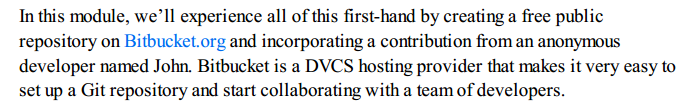 In this module, we’ll experience all of this first-hand by creating a free public
repository on Bitbucket.org and incorporating a contribution from an anonymous
developer named John. Bitbucket is a DVCS hosting provider that makes it very easy to
set up a Git repository and start collaborating with a team of developers.